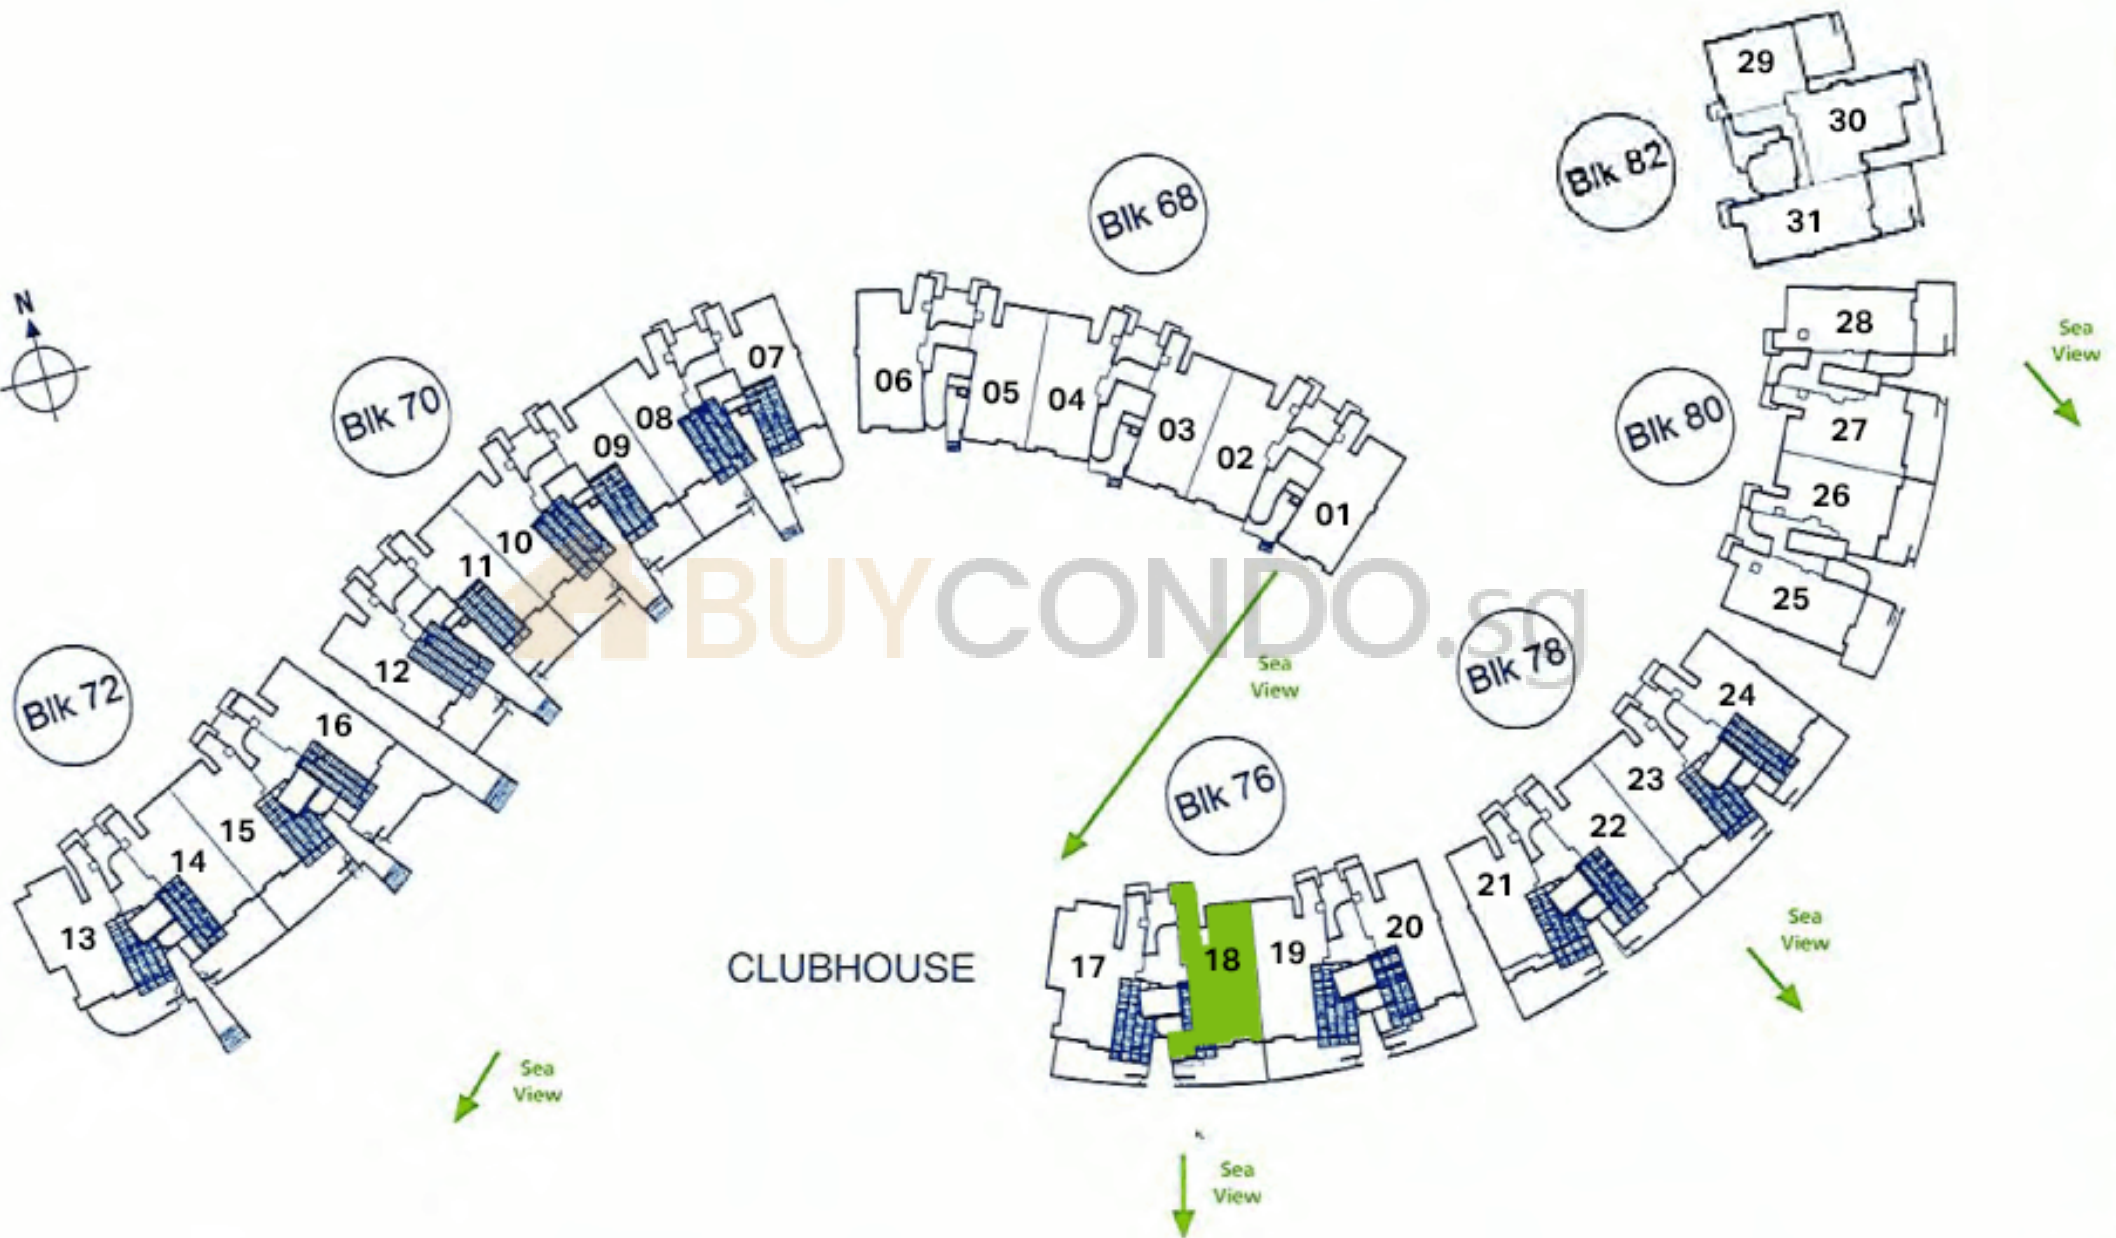 29
30
Blk 82
31
Blk 68
N
28
Sea
View
07
06
05
04
Blk 70
08
09
03
02
01
Blk 80
27
26
10
11
12
BUYCONDO.sg
25
Blk 72
16
15
14
13
Sea
View
Blk 78
24
23
22
21
Blk 76
CLUBHOUSE
17
18
19
20
Sea
View
Sea
View
Sea
View